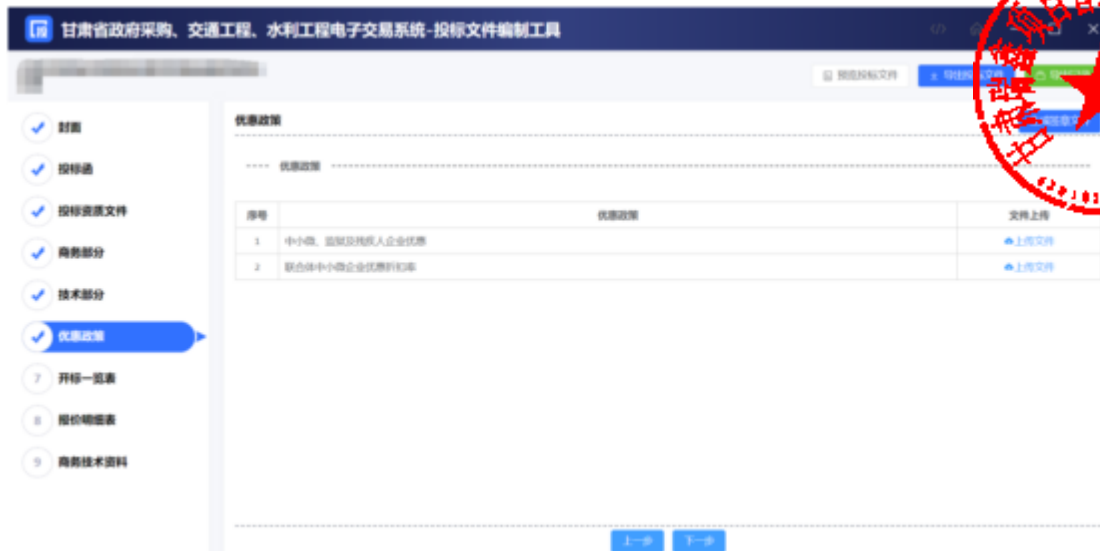 甘肃省政府采购、交通工程、水利工程电子交易系统-投标文件编制工具
预览投标文件
封面
投标函
投标资质文件
商务部分
技术部分
优惠政策
7 开标一览表
8 报价明细表
9 商务技术资料
优惠政策
优惠政策
序号 优惠政策 文件上传
1 中小微、监狱及残疾人企业优惠 上传文件
2 联合体中小微企业优惠折扣率 上传文件
上一步 下一步